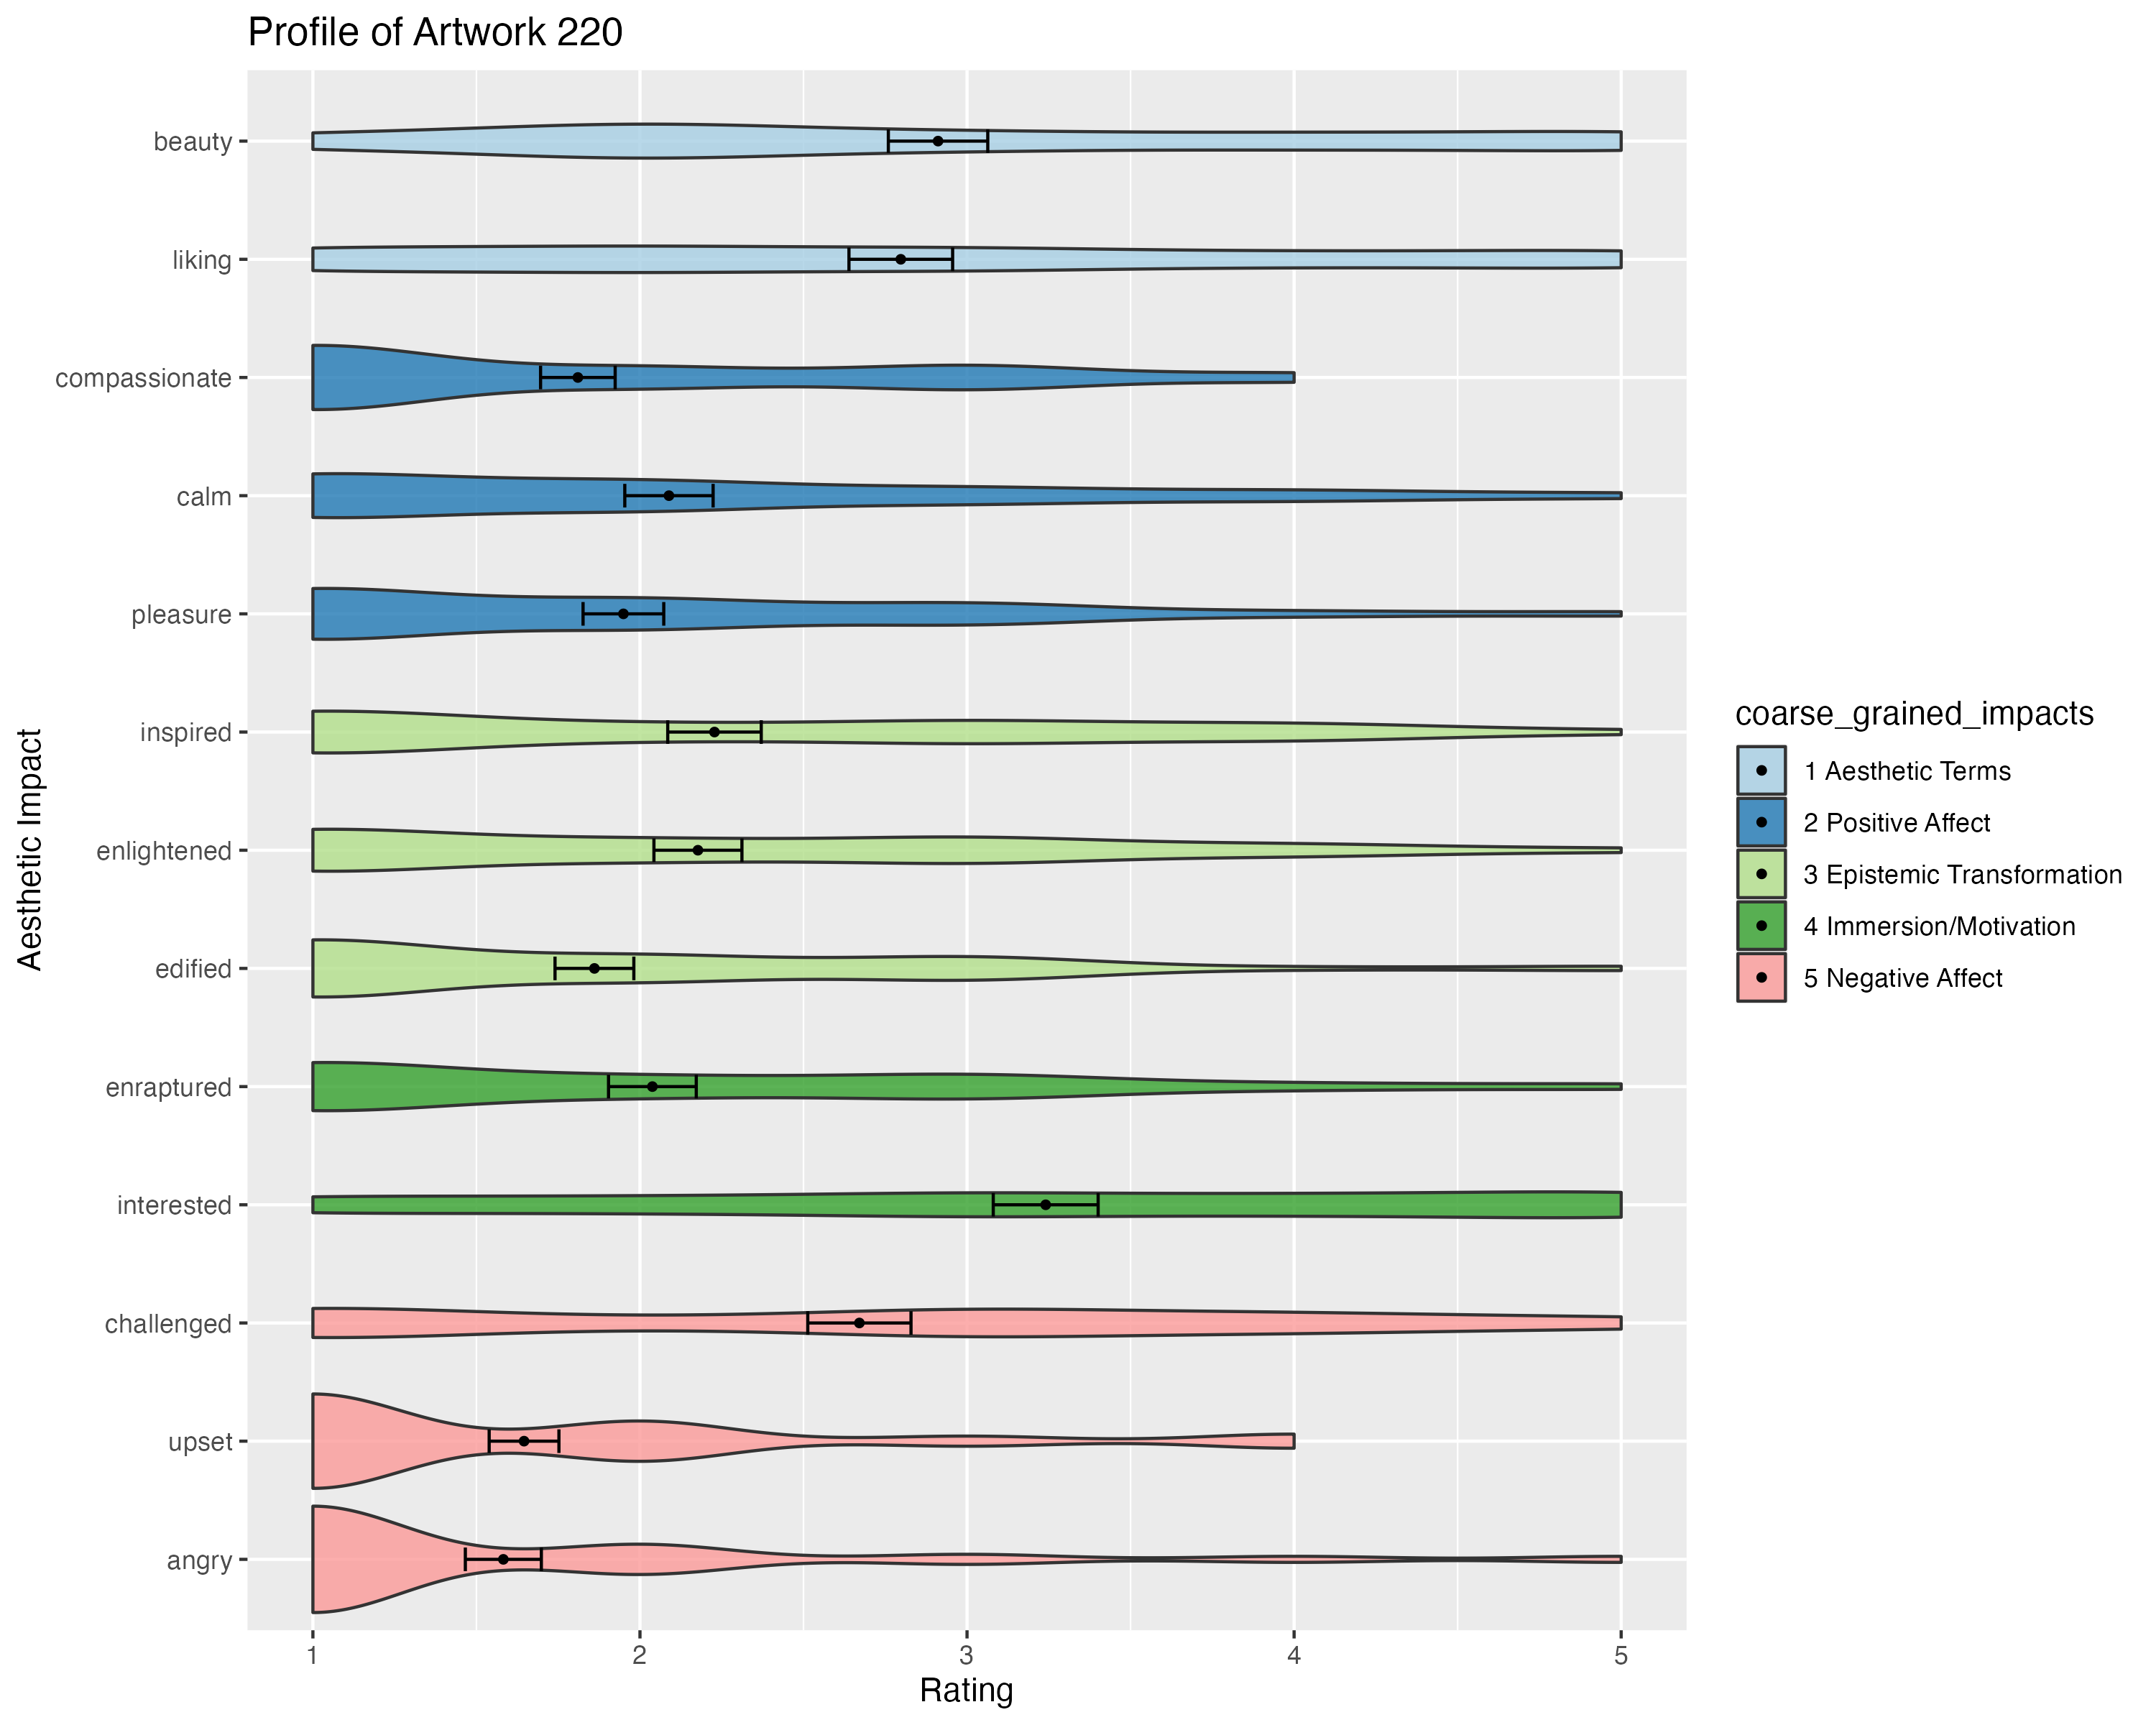 Profile of Artwork 220
beauty
liking
compassionate
calm
pleasure
inspired
enlightened
edified
enraptured
interested
challenged
upset
angry
Aesthetic Impact
1 2 3 4 5
Rating
coarse_grained_impacts
1 Aesthetic Terms
2 Positive Affect
3 Epistemic Transformation
4 Immersion/Motivation
5 Negative Affect